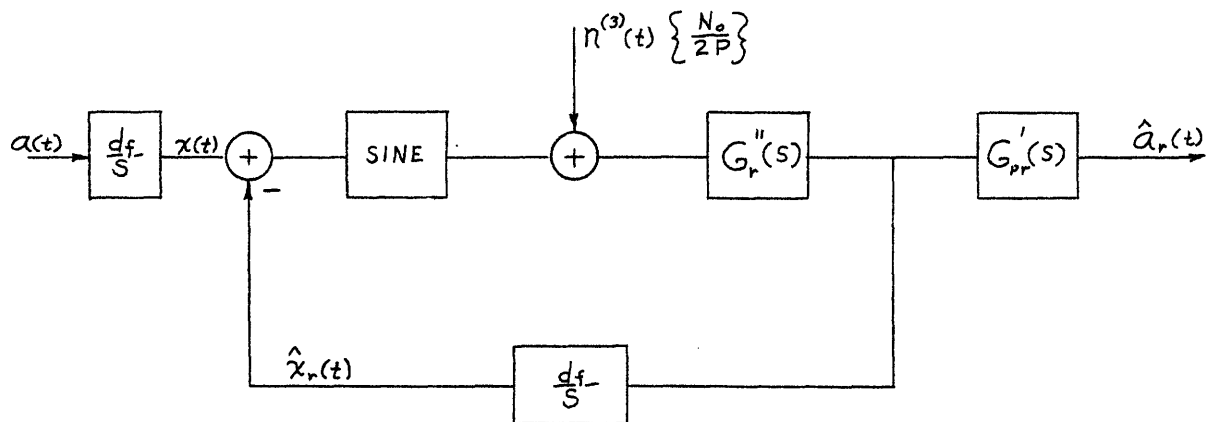 n⁽³⁾(t) { N₀/2P }
a(t)
d_f/s
x(t)
+
-
SINE
+
G_r''(s)
G_pr'(s)
â_r(t)
x̂_r(t)
d_f/s